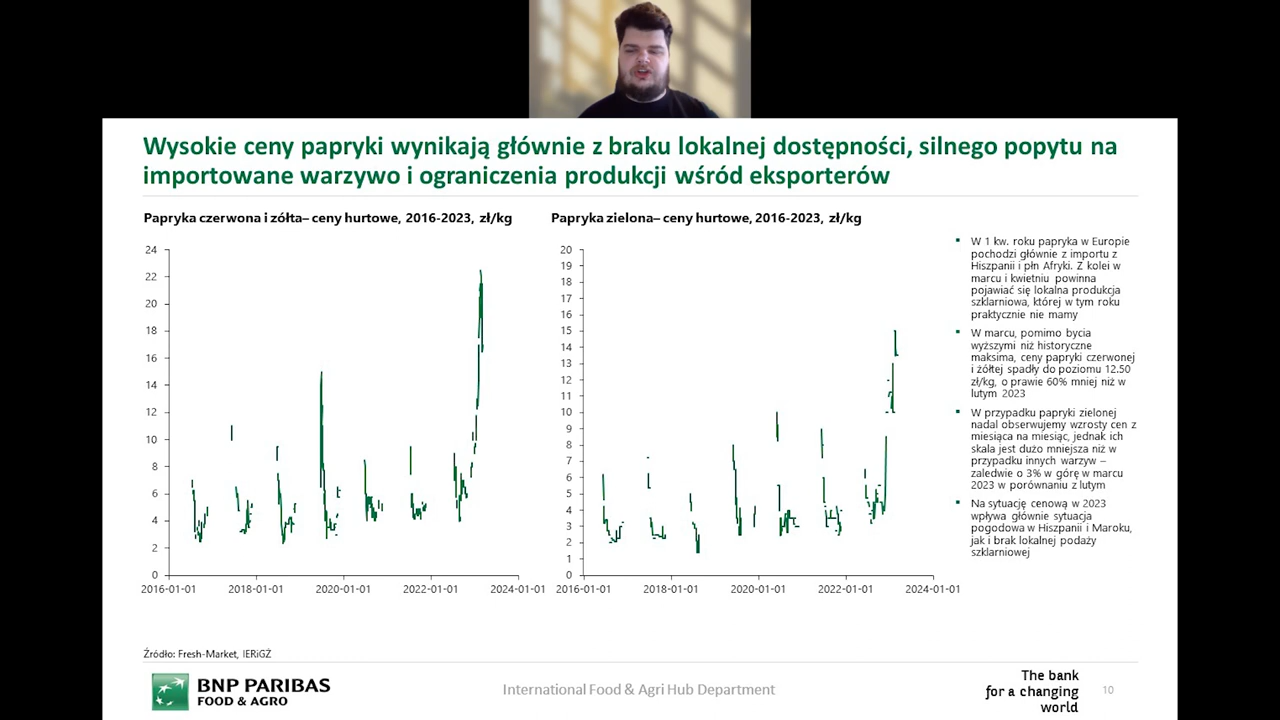 Wysokie ceny papryki wynikają głównie z braku lokalnej dostępności, silnego popytu na
importowane warzywo i ograniczenia produkcji wśród eksporterów
Papryka czerwona i zółta– ceny hurtowe, 2016-2023, zł/kg
24
22
20
18
16
14
12
10
8
6
4
2
0
2016-01-01 2018-01-01 2020-01-01 2022-01-01 2024-01-01
Papryka zielona– ceny hurtowe, 2016-2023, zł/kg
20
19
18
17
16
15
14
13
12
11
10
9
8
7
6
5
4
3
2
1
0
2016-01-01 2018-01-01 2020-01-01 2022-01-01 2024-01-01
▪ W 1 kw. roku papryka w Europie
pochodzi głównie z importu z
Hiszpanii i płn Afryki. Z kolei w
marcu i kwietniu powinna
pojawiać się lokalna produkcja
szklarniowa, której w tym roku
praktycznie nie mamy
▪ W marcu, pomimo bycia
wyższymi niż historyczne
maksima, ceny papryki czerwonej
i żółtej spadły do poziomu 12.50
zł/kg, o prawie 60% mniej niż w
lutym 2023
▪ W przypadku papryki zielonej
nadal obserwujemy wzrosty cen z
miesiąca na miesiąc, jednak ich
skala jest dużo mniejsza niż w
przypadku innych warzyw –
zaledwie o 3% w górę w marcu
2023 w porównaniu z lutym
▪ Na sytuację cenową w 2023
wpływa głównie sytuacja
pogodowa w Hiszpanii i Maroku,
jak i brak lokalnej podaży
szklarniowej
Źródło: Fresh-Market, IERiGŻ
BNP PARIBAS
FOOD & AGRO
International Food & Agri Hub Department
The bank
for a changing
world
10